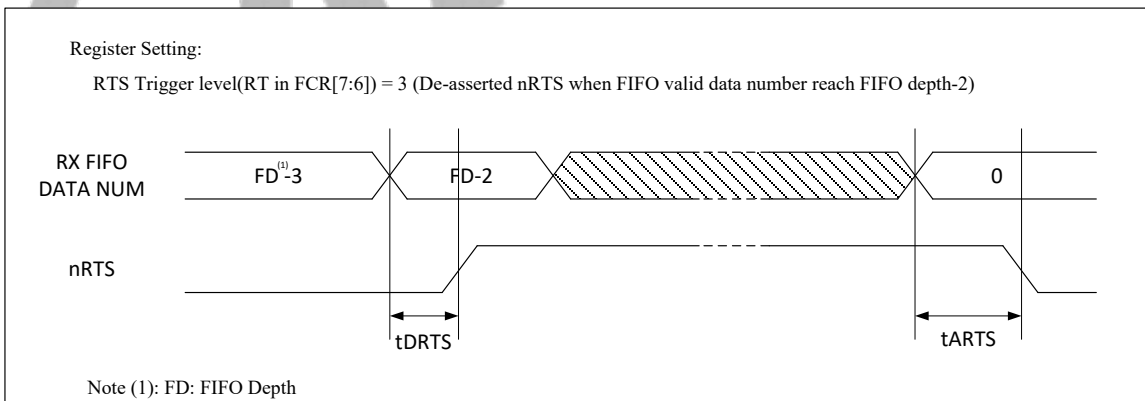 Register Setting:
RTS Trigger level(RT in FCR[7:6]) = 3 (De-asserted nRTS when FIFO valid data number reach FIFO depth-2)
RX FIFO
DATA NUM
FD(1)-3
FD-2
0
nRTS
tDRTS
tARTS
Note (1): FD: FIFO Depth